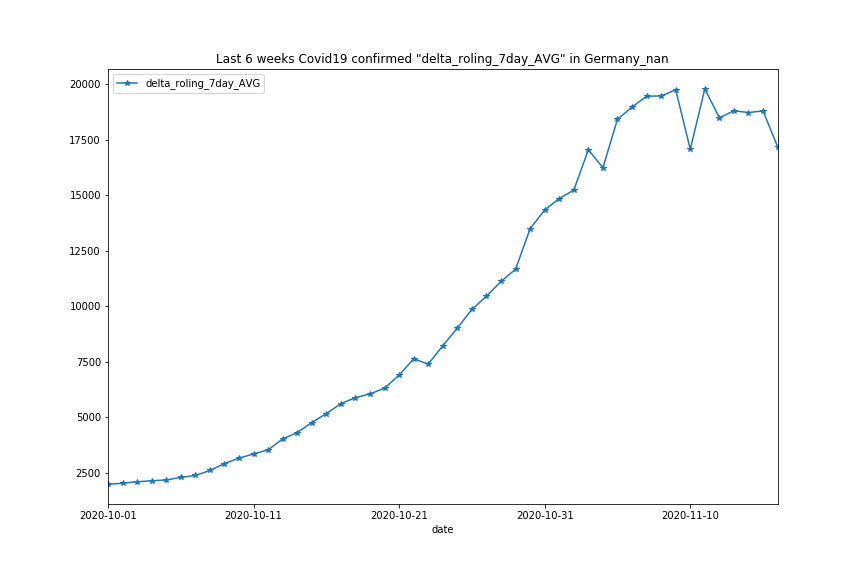 Last 6 weeks Covid19 confirmed "delta_roling_7day_AVG" in Germany_nan
delta_roling_7day_AVG
20000
17500
15000
12500
10000
7500
5000
2500
2020-10-01 2020-10-11 2020-10-21 2020-10-31 2020-11-10
date